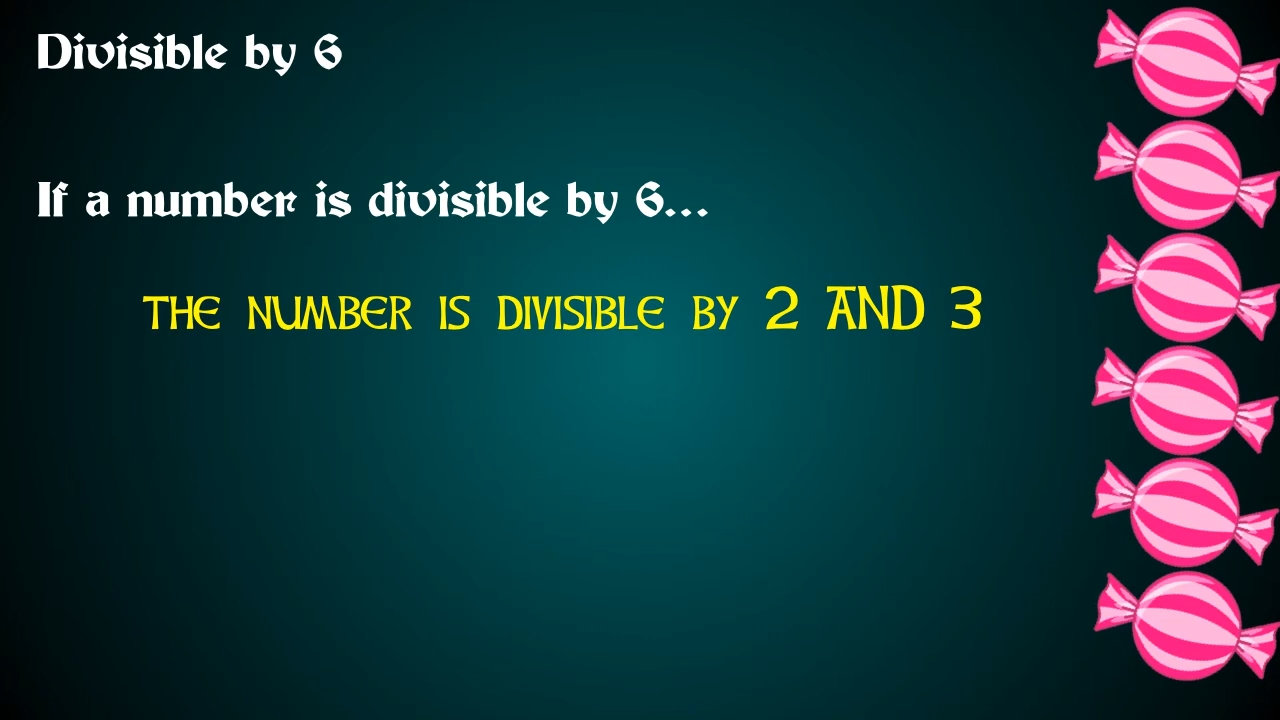 Divisible by 6
If a number is divisible by 6...
THE NUMBER IS DIVISIBLE BY 2 AND 3